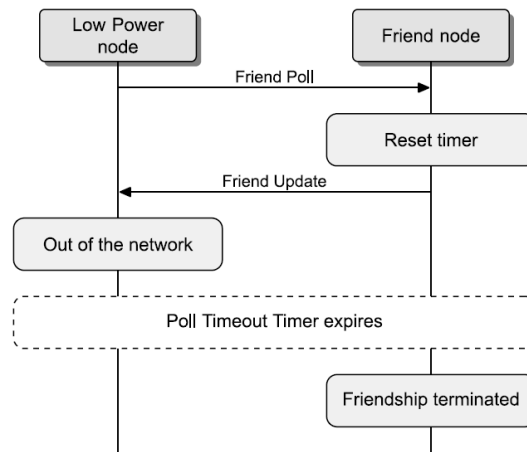 Low Power
node
Friend node
Friend Poll
Reset timer
Friend Update
Out of the network
Poll Timeout Timer expires
Friendship terminated